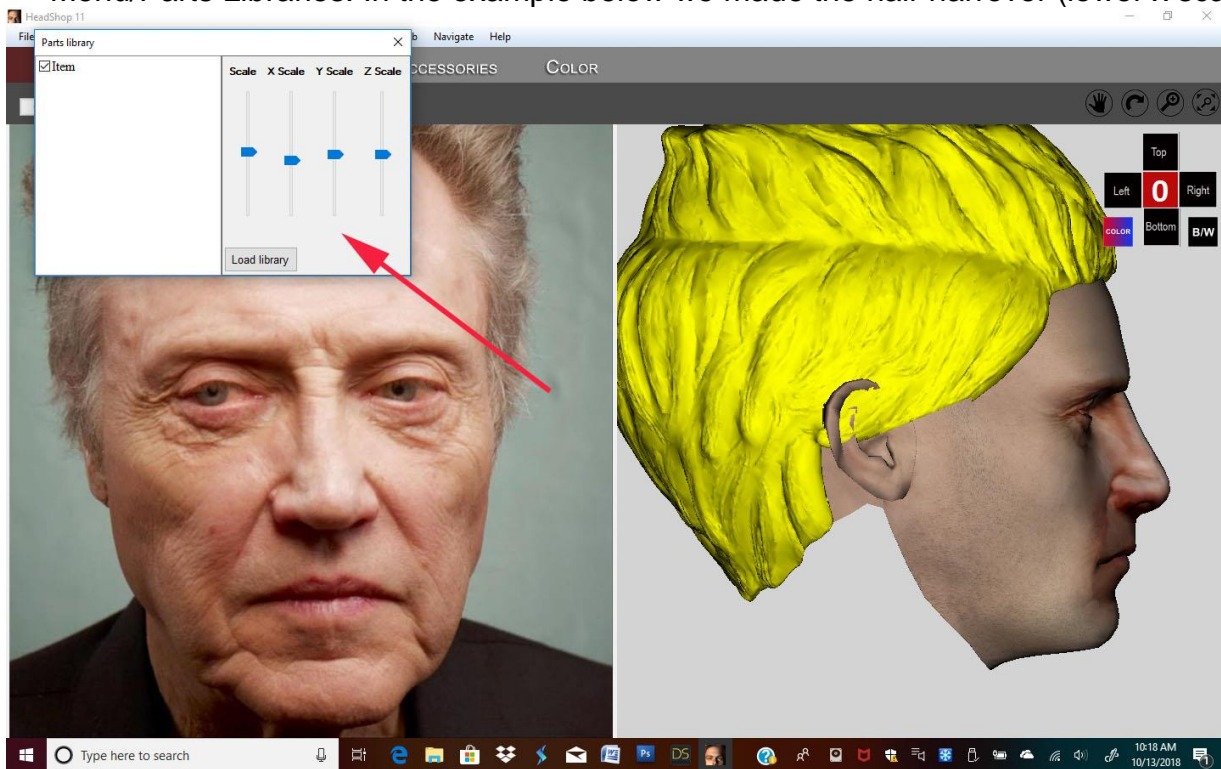 Menu/Parts Libraries. In the example below we made the hair narrower (lower
HeadShop 11
File
Navigate Help
Parts library
Item
Scale X Scale Y Scale Z Scale
Load library
CCESSORIES
COLOR
Top
Left 0 Right
COLOR Bottom B/W
Type here to search
Ps DS
10:18 AM
10/13/2018